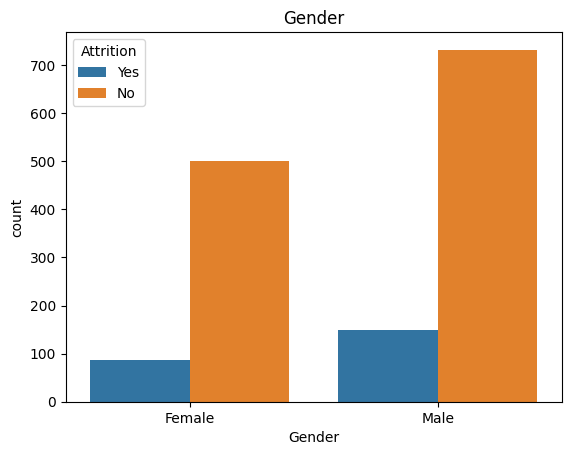 Gender
Attrition
Yes
No
700
600
500
400
300
200
100
0
count
Female Male
Gender